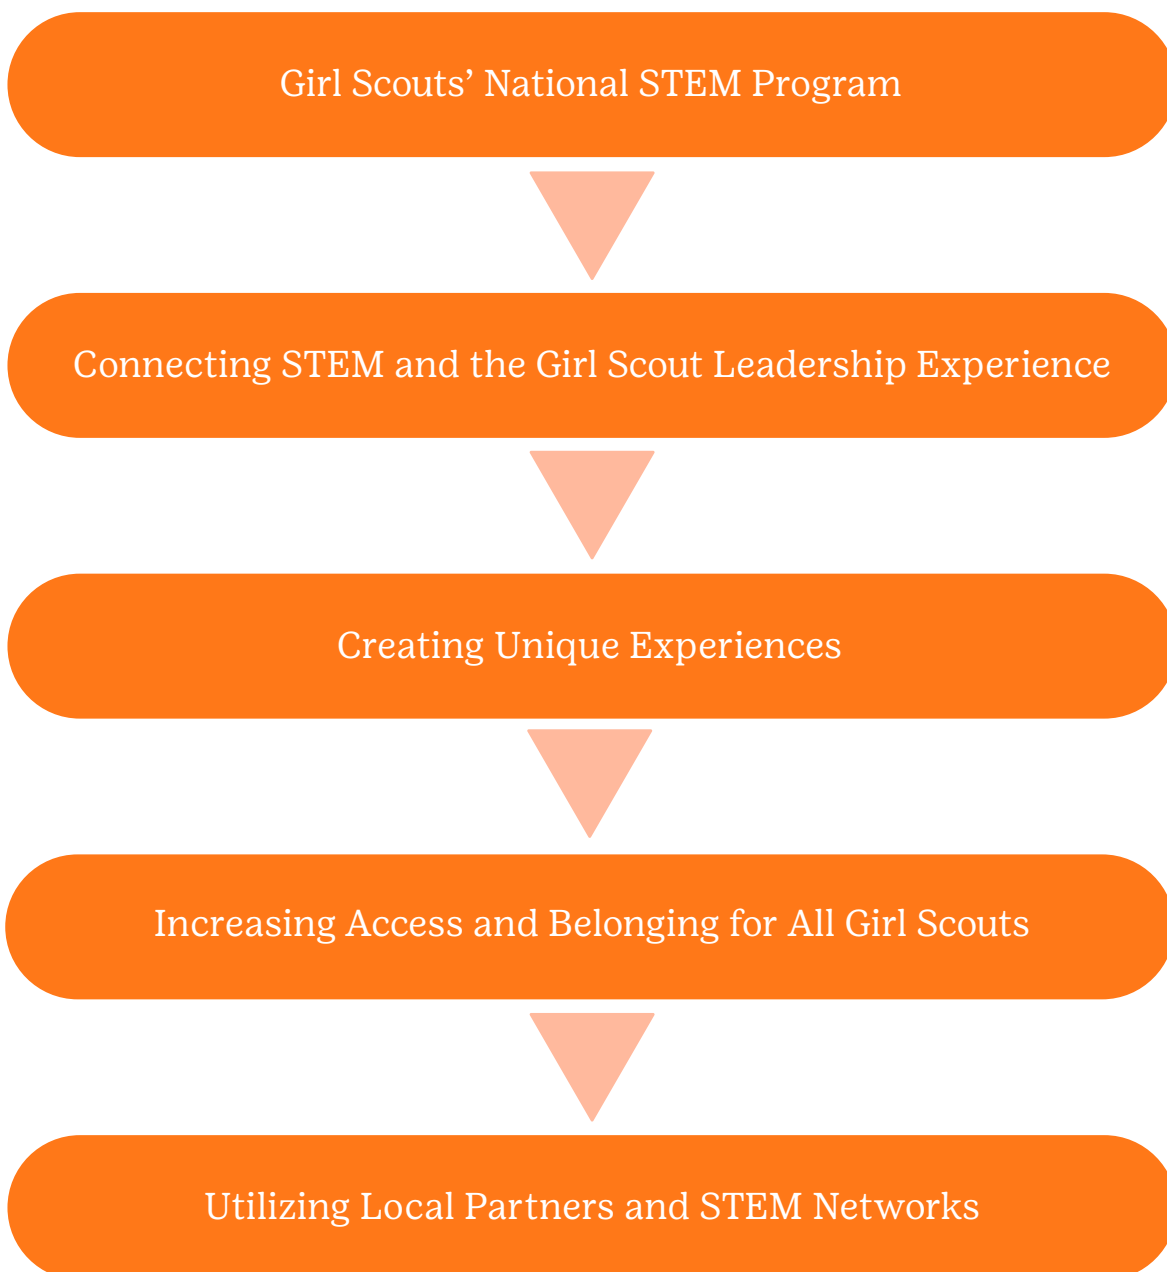 Girl Scouts’ National STEM Program
Connecting STEM and the Girl Scout Leadership Experience
Creating Unique Experiences
Increasing Access and Belonging for All Girl Scouts
Utilizing Local Partners and STEM Networks